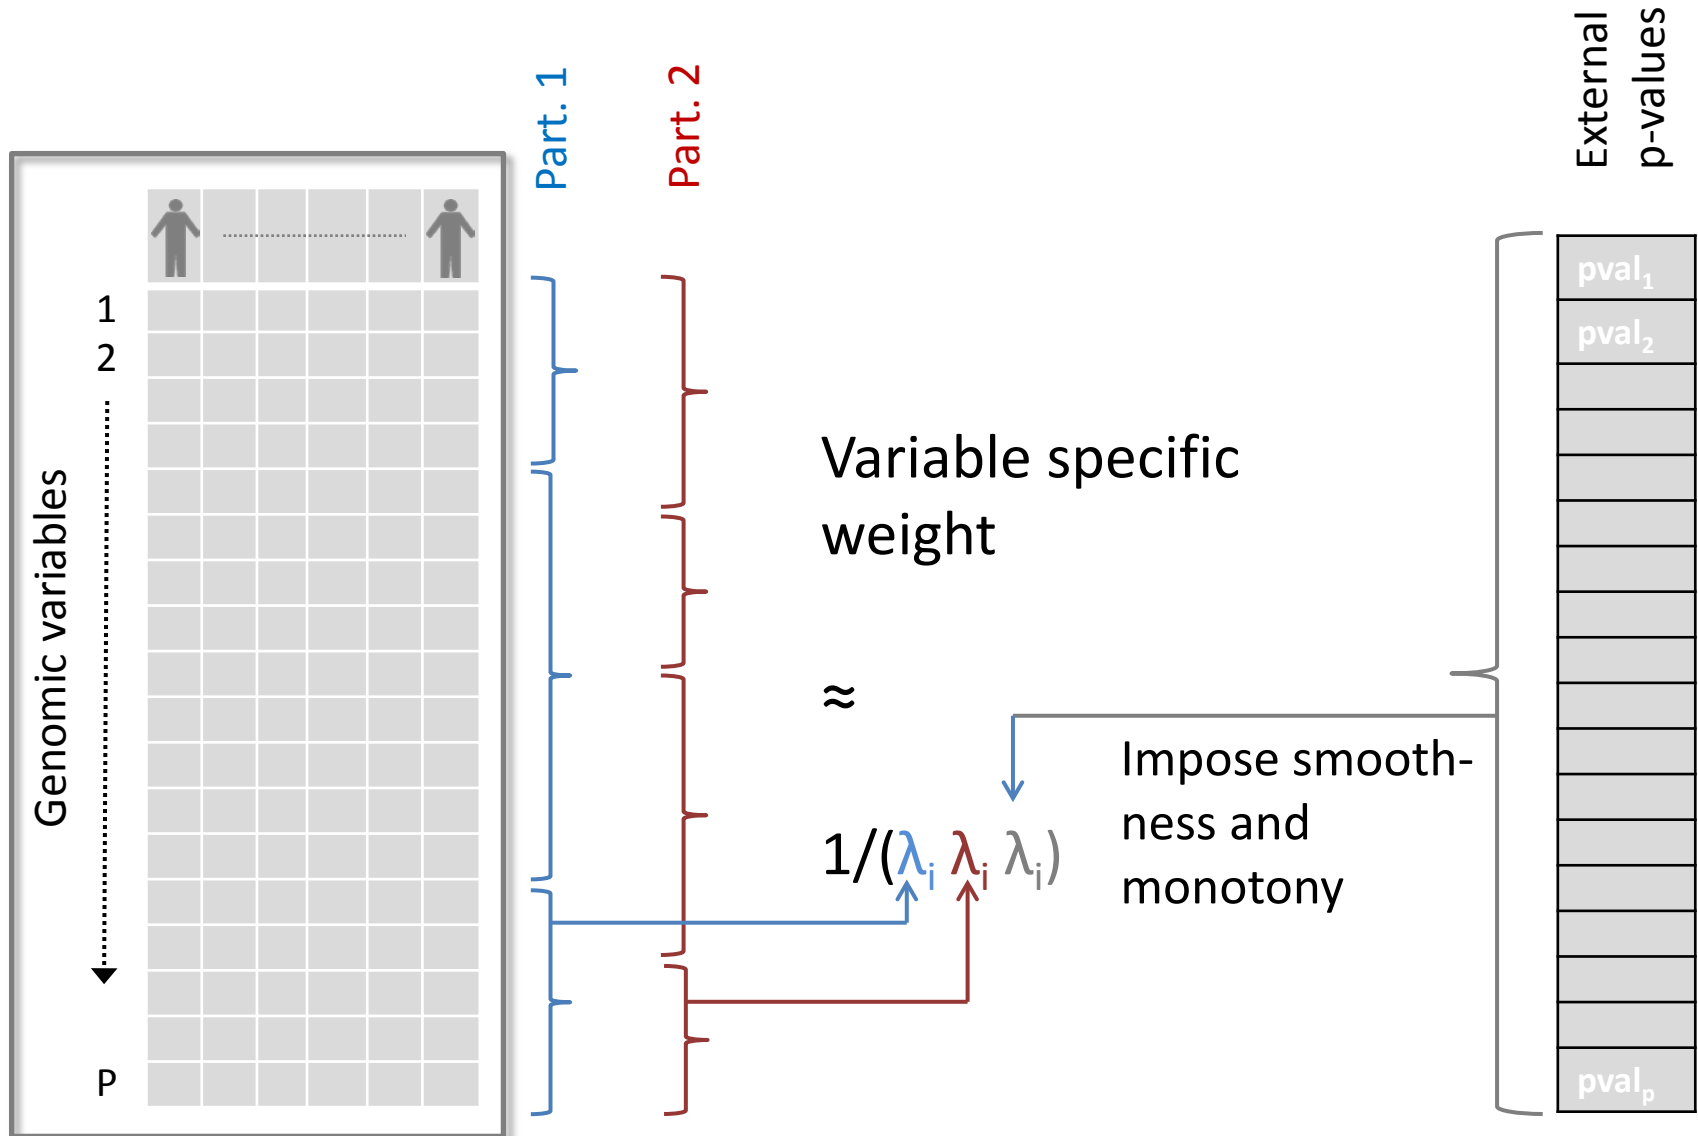 Part. 1
Part. 2
External
p-values
Genomic variables
1
2
P
Variable specific
weight
≈
1/(λi λi λi)
Impose smooth-
ness and
monotony
pval1
pval2
pvalp